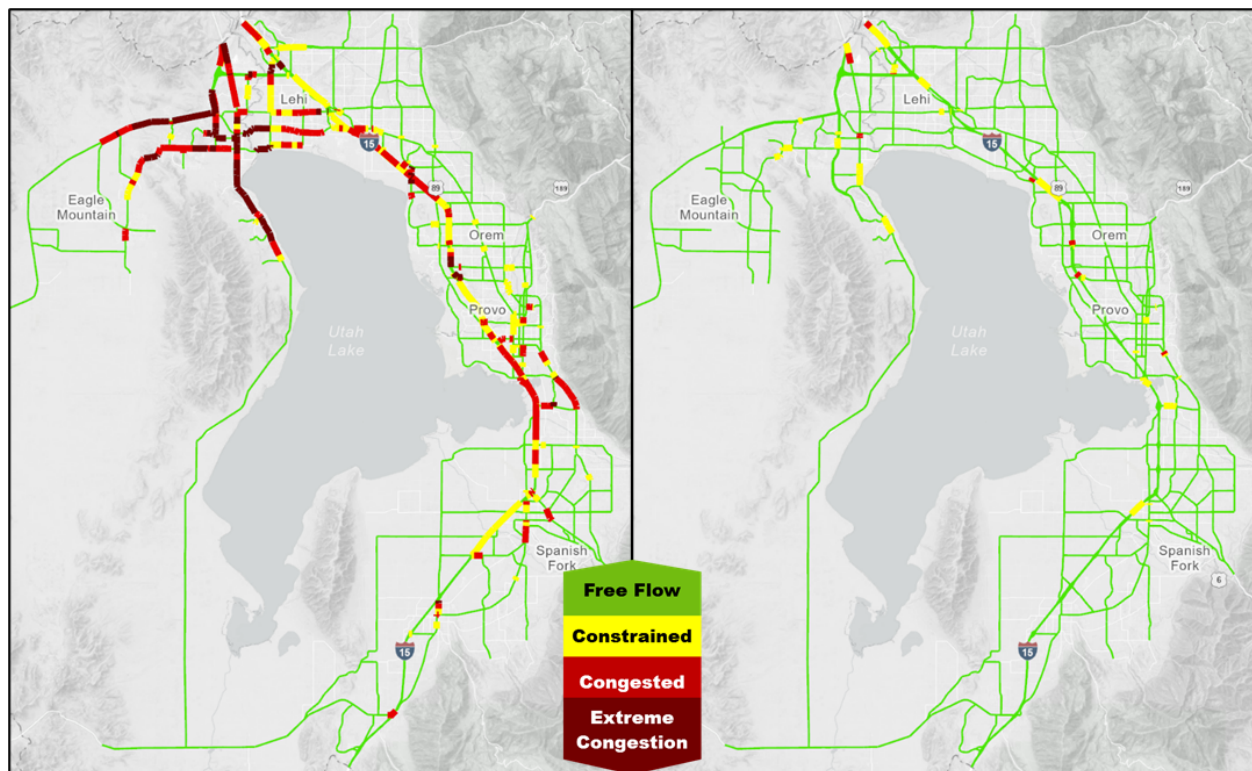 Lehi
15
Eagle
Mountain
89
189
Orem
Provo
Utah
Lake
Spanish
Fork
15
Lehi
15
Eagle
Mountain
89
189
Orem
Provo
Utah
Lake
Spanish
Fork
6
15
Free Flow
Constrained
Congested
Extreme
Congestion